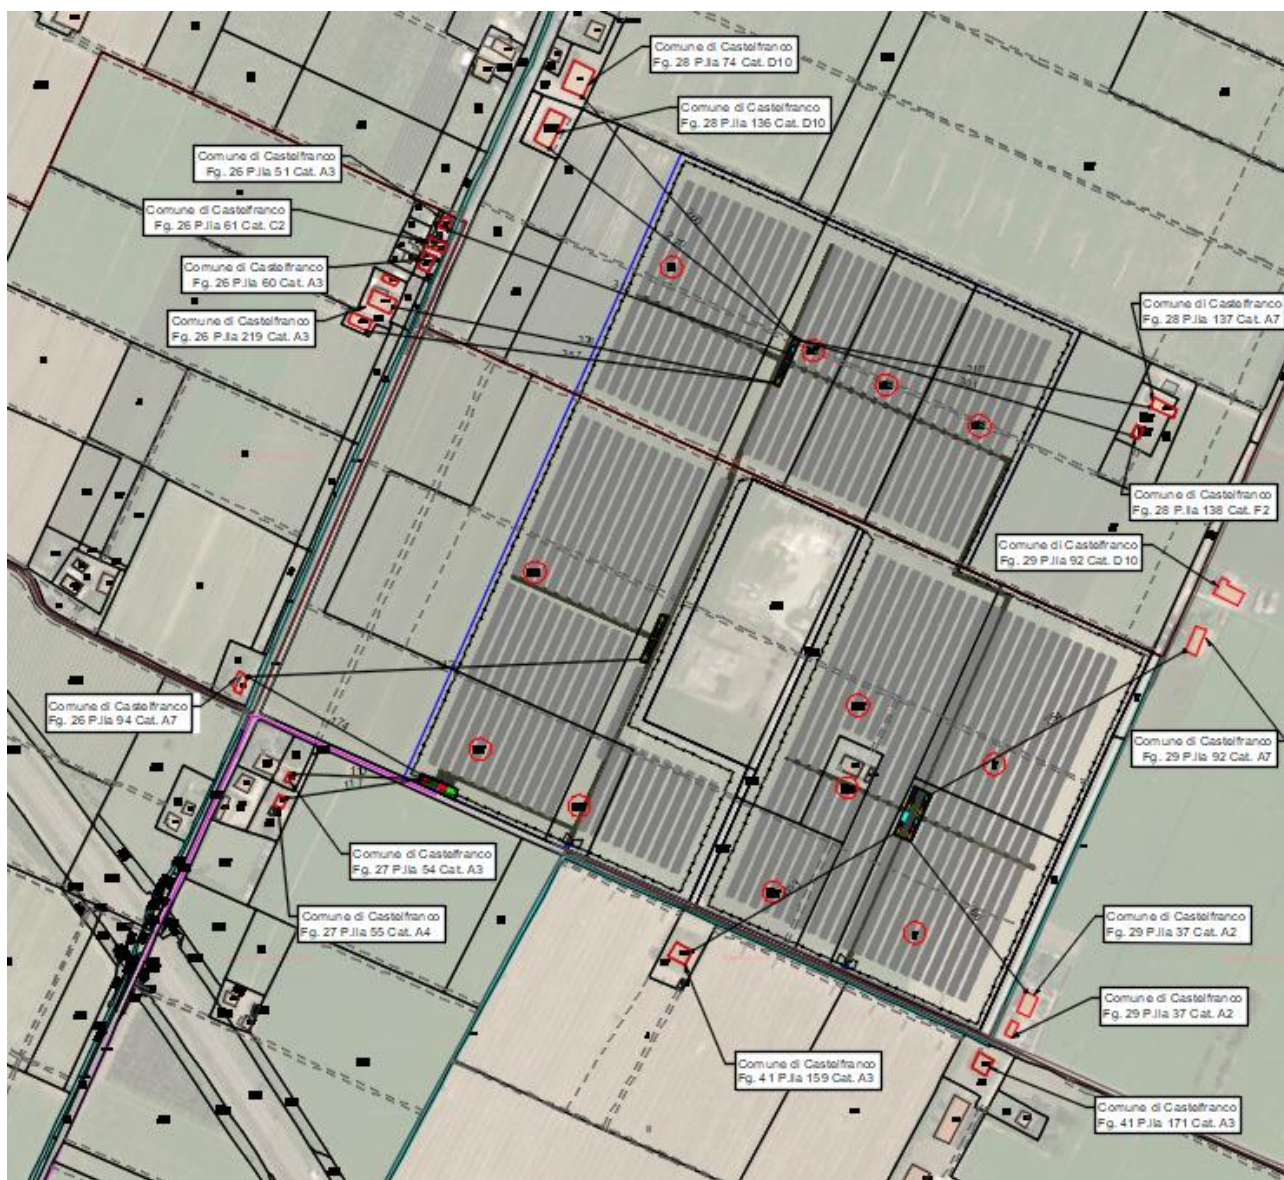 Comune di Castelfranco
Fg. 28 P.lla 74 Cat. D10
Comune di Castelfranco
Fg. 28 P.lla 136 Cat. D10
Comune di Castelfranco
Fg. 26 P.lla 51 Cat. A3
Comune di Castelfranco
Fg. 26 P.lla 61 Cat. C2
Comune di Castelfranco
Fg. 26 P.lla 60 Cat. A3
Comune di Castelfranco
Fg. 26 P.lla 219 Cat. A3
Comune di Castelfranco
Fg. 28 P.lla 137 Cat. A7
Comune di Castelfranco
Fg. 28 P.lla 138 Cat. F2
Comune di Castelfranco
Fg. 29 P.lla 92 Cat. D10
Comune di Castelfranco
Fg. 26 P.lla 94 Cat. A7
174
Comune di Castelfranco
Fg. 29 P.lla 92 Cat. A7
Comune di Castelfranco
Fg. 27 P.lla 54 Cat. A3
Comune di Castelfranco
Fg. 27 P.lla 55 Cat. A4
Comune di Castelfranco
Fg. 29 P.lla 37 Cat. A2
Comune di Castelfranco
Fg. 29 P.lla 37 Cat. A2
Comune di Castelfranco
Fg. 41 P.lla 159 Cat. A3
Comune di Castelfranco
Fg. 41 P.lla 171 Cat. A3